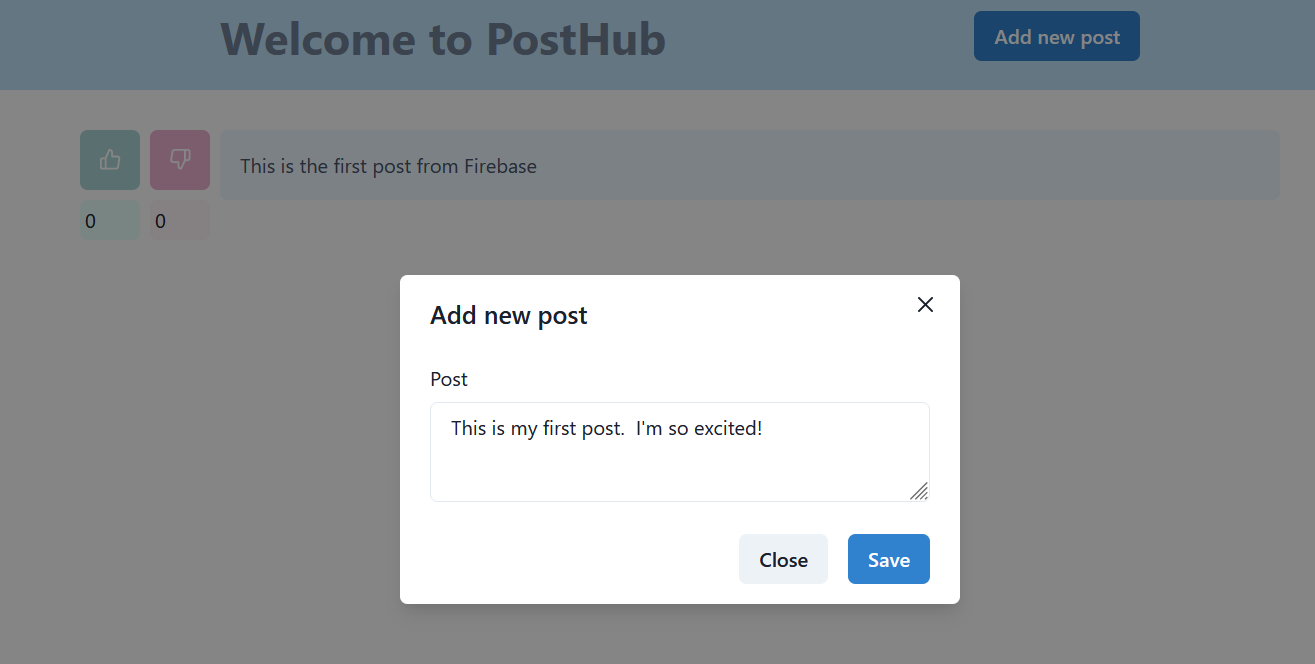 Welcome to PostHub
Add new post
This is the first post from Firebase
0
0
Add new post
Post
This is my first post.  I'm so excited!
Close
Save